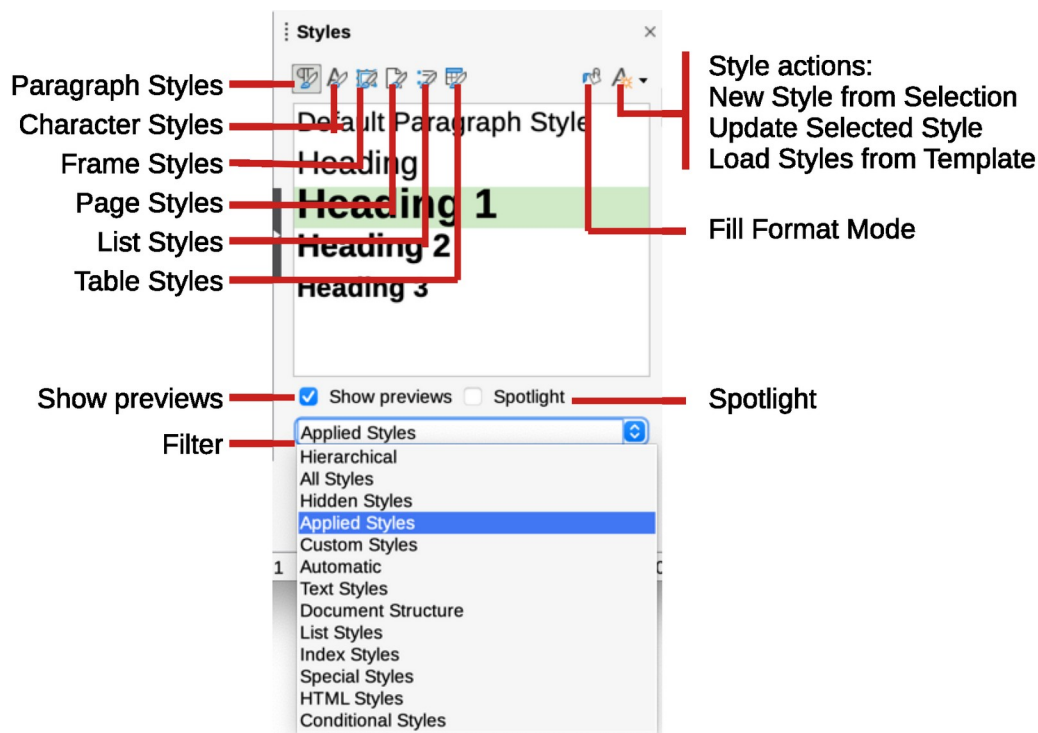 Styles
Paragraph Styles
Character Styles
Frame Styles
Page Styles
List Styles
Table Styles
Default Paragraph Style
Heading
Heading 1
Heading 2
Heading 3
Style actions:
New Style from Selection
Update Selected Style
Load Styles from Template
Fill Format Mode
Show previews
Show previews Spotlight
Spotlight
Filter
Applied Styles
Hierarchical
All Styles
Hidden Styles
Applied Styles
Custom Styles
Automatic
1
Text Styles
Document Structure
List Styles
Index Styles
Special Styles
HTML Styles
Conditional Styles